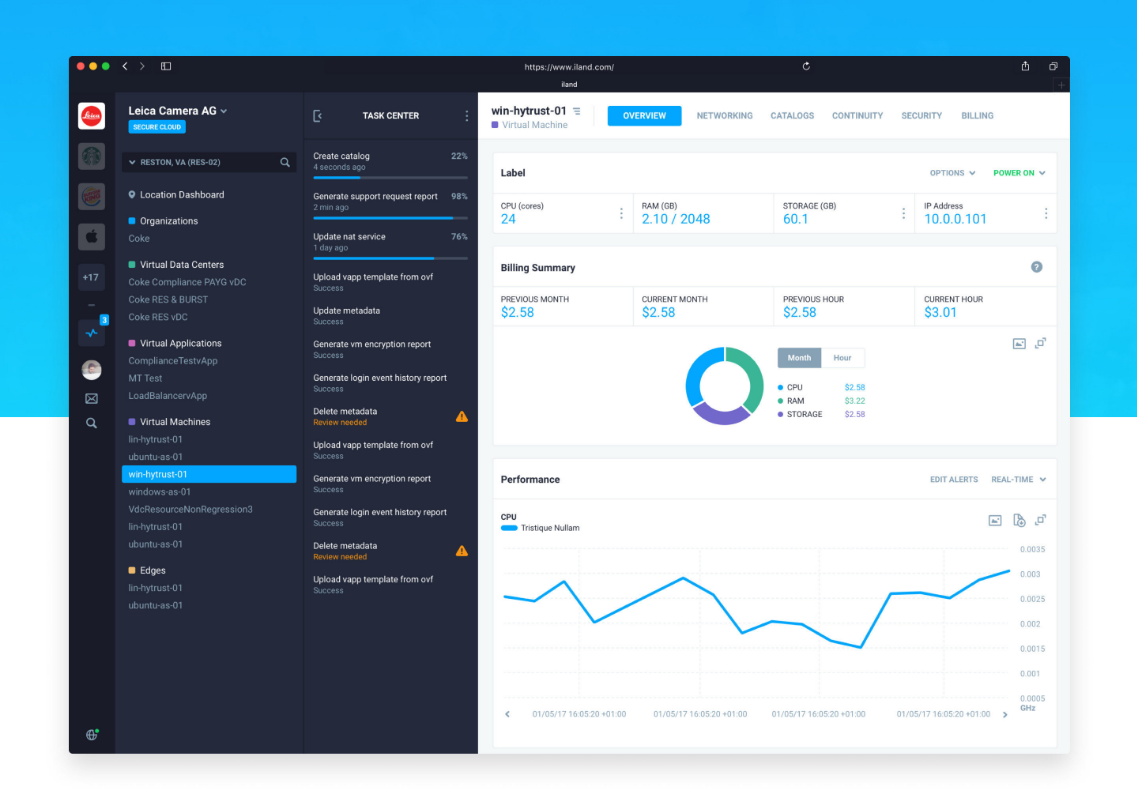 https://www.iland.com/
iland
Leica
Leica Camera AG
SECURE CLOUD
RESTON, VA (RES-02)
Location Dashboard
Organizations
Coke
Virtual Data Centers
Coke Compliance PAYG vDC
Coke RES & BURST
Coke RES vDC
Virtual Applications
ComplianceTestvApp
MT Test
LoadBalancervApp
Virtual Machines
lin-hytrust-01
ubuntu-as-01
win-hytrust-01
windows-as-01
VdcResourceNonRegression3
lin-hytrust-01
ubuntu-as-01
Edges
lin-hytrust-01
ubuntu-as-01
+17
3
TASK CENTER
Create catalog 22%
4 seconds ago
Generate support request report 98%
2 min ago
Update nat service 76%
1 day ago
Upload vapp template from ovf
Success
Update metadata
Success
Generate vm encryption report
Success
Generate login event history report
Success
Delete metadata
Review needed
Upload vapp template from ovf
Success
Generate vm encryption report
Success
Generate login event history report
Success
Delete metadata
Review needed
Upload vapp template from ovf
Success
win-hytrust-01
Virtual Machine
OVERVIEW NETWORKING CATALOGS CONTINUITY SECURITY BILLING
Label OPTIONS POWER ON
CPU (cores) RAM (GB) STORAGE (GB) IP Address
24 2.10 / 2048 60.1 10.0.0.101
Billing Summary ?
PREVIOUS MONTH CURRENT MONTH PREVIOUS HOUR CURRENT HOUR
$2.58 $2.58 $2.58 $3.01
Month Hour
CPU $2.58
RAM $3.22
STORAGE $2.58
Performance EDIT ALERTS REAL-TIME
CPU
Tristique Nullam
0.0035
0.003
0.0025
0.002
0.0015
0.001
0.0005
GHz
01/05/17 16:05:20 +01:00 01/05/17 16:05:20 +01:00 01/05/17 16:05:20 +01:00 01/05/17 16:05:20 +01:00